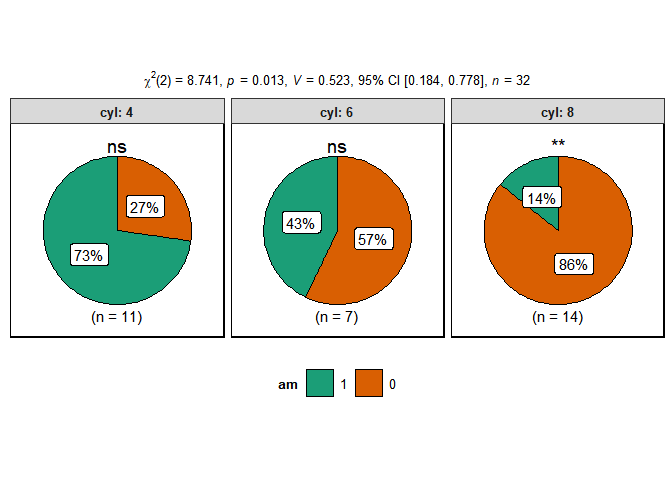 χ²(2) = 8.741, p = 0.013, V = 0.523, 95% CI [0.184, 0.778], n = 32
cyl: 4
cyl: 6
cyl: 8
ns
ns
**
27%
73%
43%
57%
14%
86%
(n = 11)
(n = 7)
(n = 14)
am 1 0